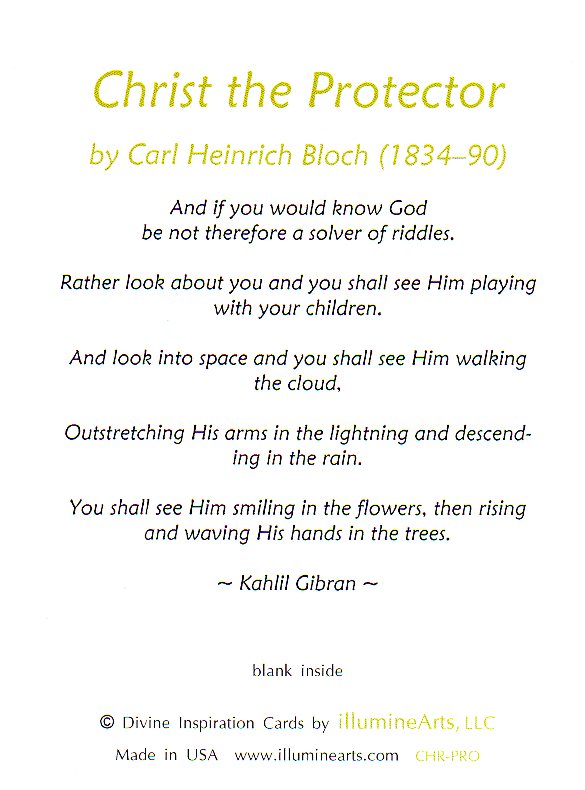 Christ the Protector
by Carl Heinrich Bloch (1834–90)
And if you would know God
be not therefore a solver of riddles.
Rather look about you and you shall see Him playing
with your children.
And look into space and you shall see Him walking
the cloud,
Outstretching His arms in the lightning and descend-
ing in the rain.
You shall see Him smiling in the flowers, then rising
and waving His hands in the trees.
~ Kahlil Gibran ~
blank inside
© Divine Inspiration Cards by illumineArts, LLC
Made in USA www.illuminearts.com CHR-PRO